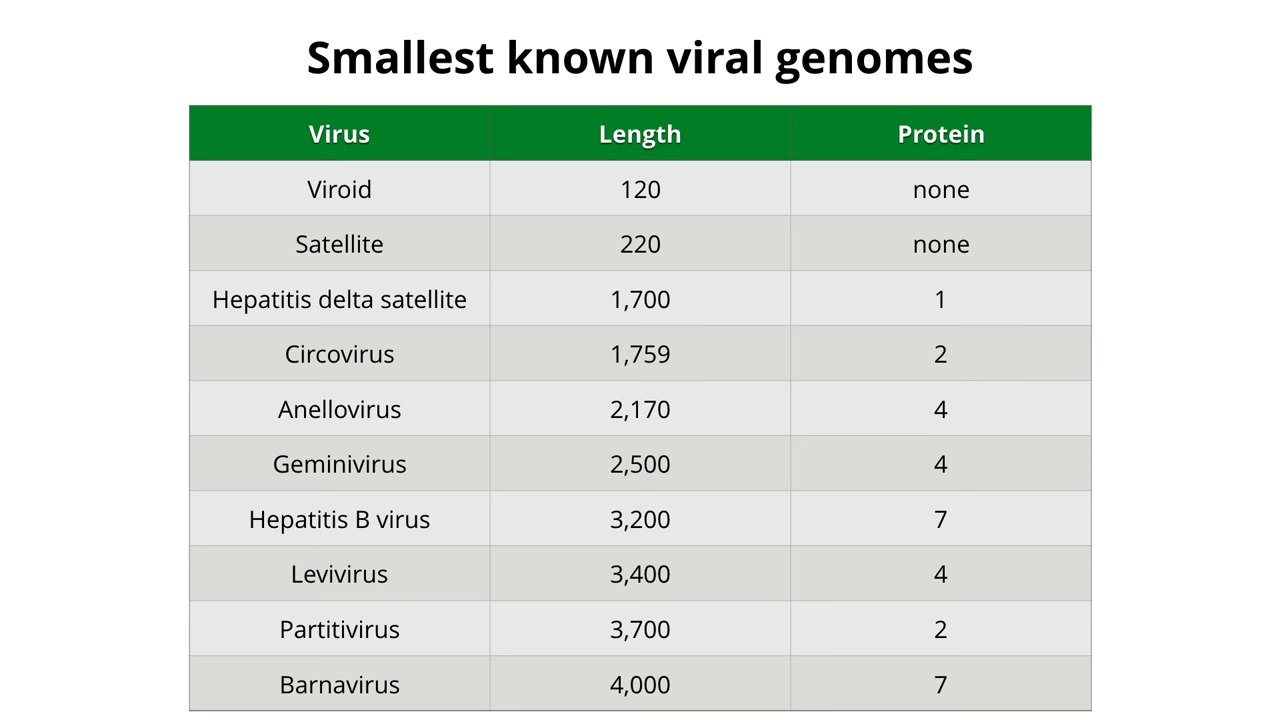 Smallest known viral genomes
Virus Length Protein
Viroid 120 none
Satellite 220 none
Hepatitis delta satellite 1,700 1
Circovirus 1,759 2
Anellovirus 2,170 4
Geminivirus 2,500 4
Hepatitis B virus 3,200 7
Levivirus 3,400 4
Partitivirus 3,700 2
Barnavirus 4,000 7